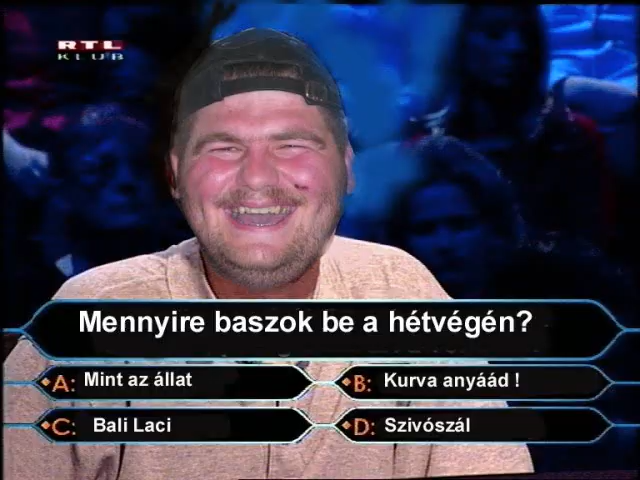 RTL
KLUB
Mennyire baszok be a hétvégén?
A: Mint az állat
B: Kurva anyáád !
C: Bali Laci
D: Szivószál